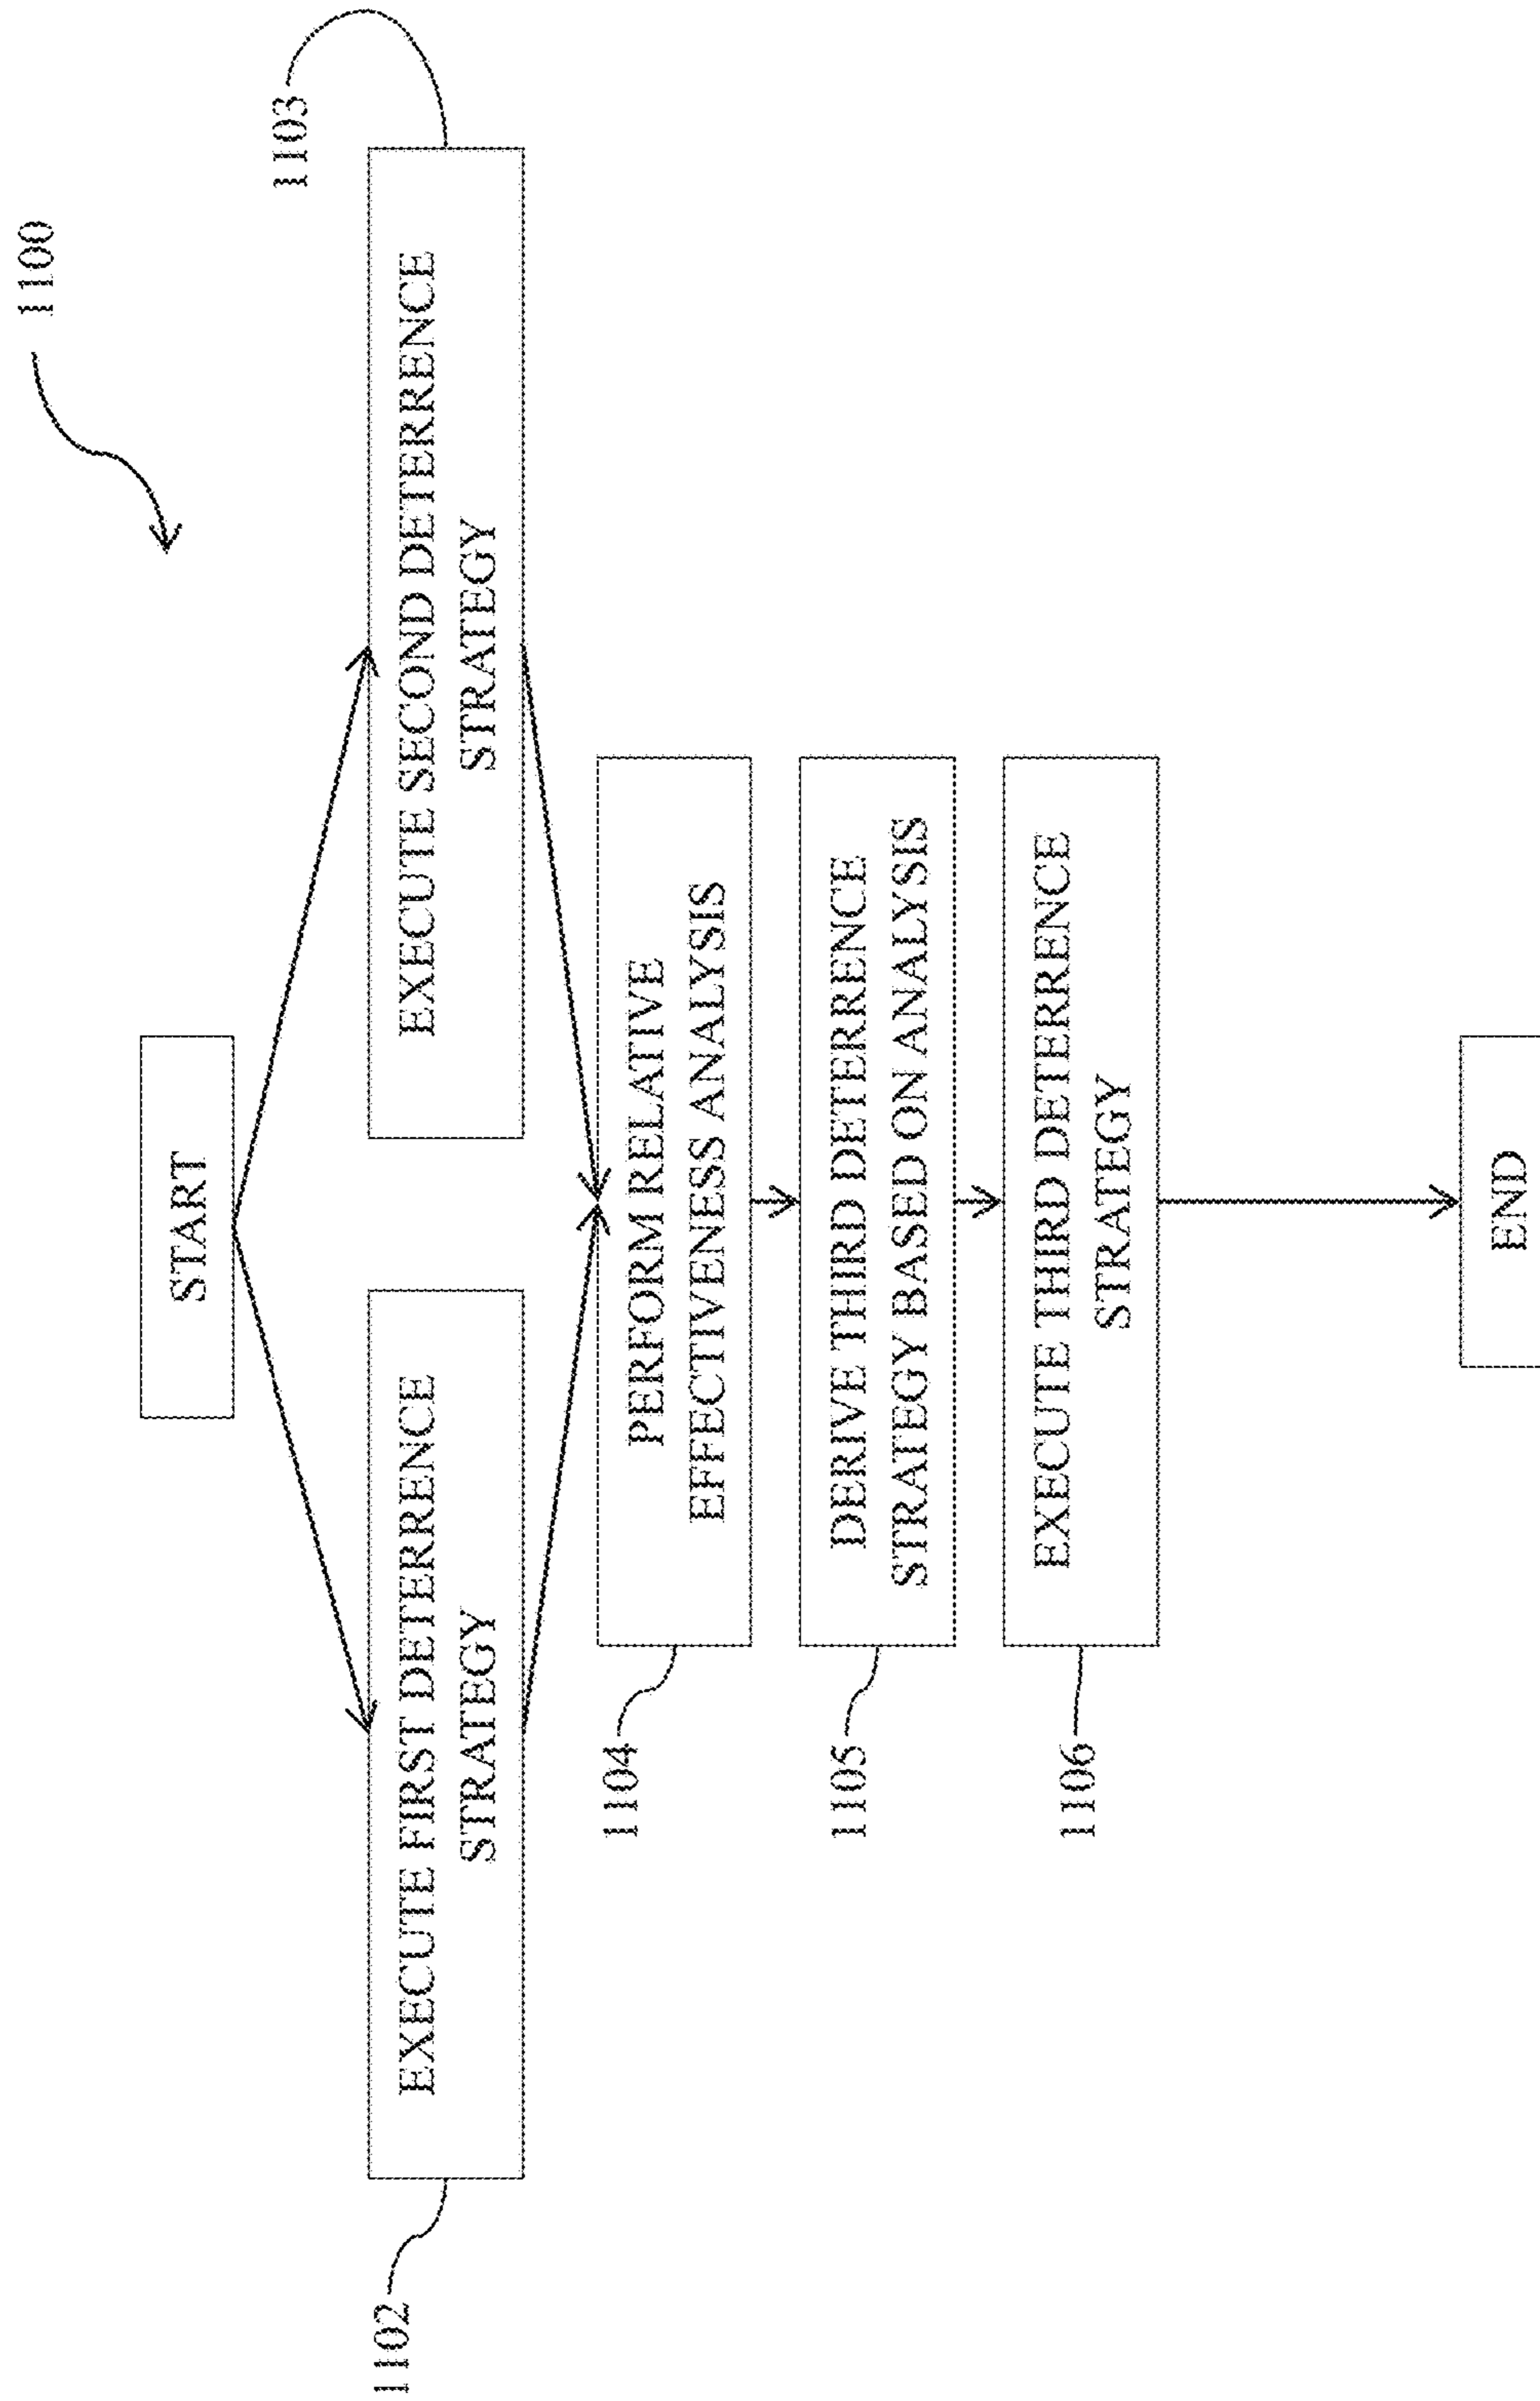 1100
START
1103
EXECUTE FIRST DETERRENCE
STRATEGY
EXECUTE SECOND DETERRENCE
STRATEGY
1102
PERFORM RELATIVE
EFFECTIVENESS ANALYSIS
1104
DERIVE THIRD DETERRENCE
STRATEGY BASED ON ANALYSIS
1105
EXECUTE THIRD DETERRENCE
STRATEGY
1106
END